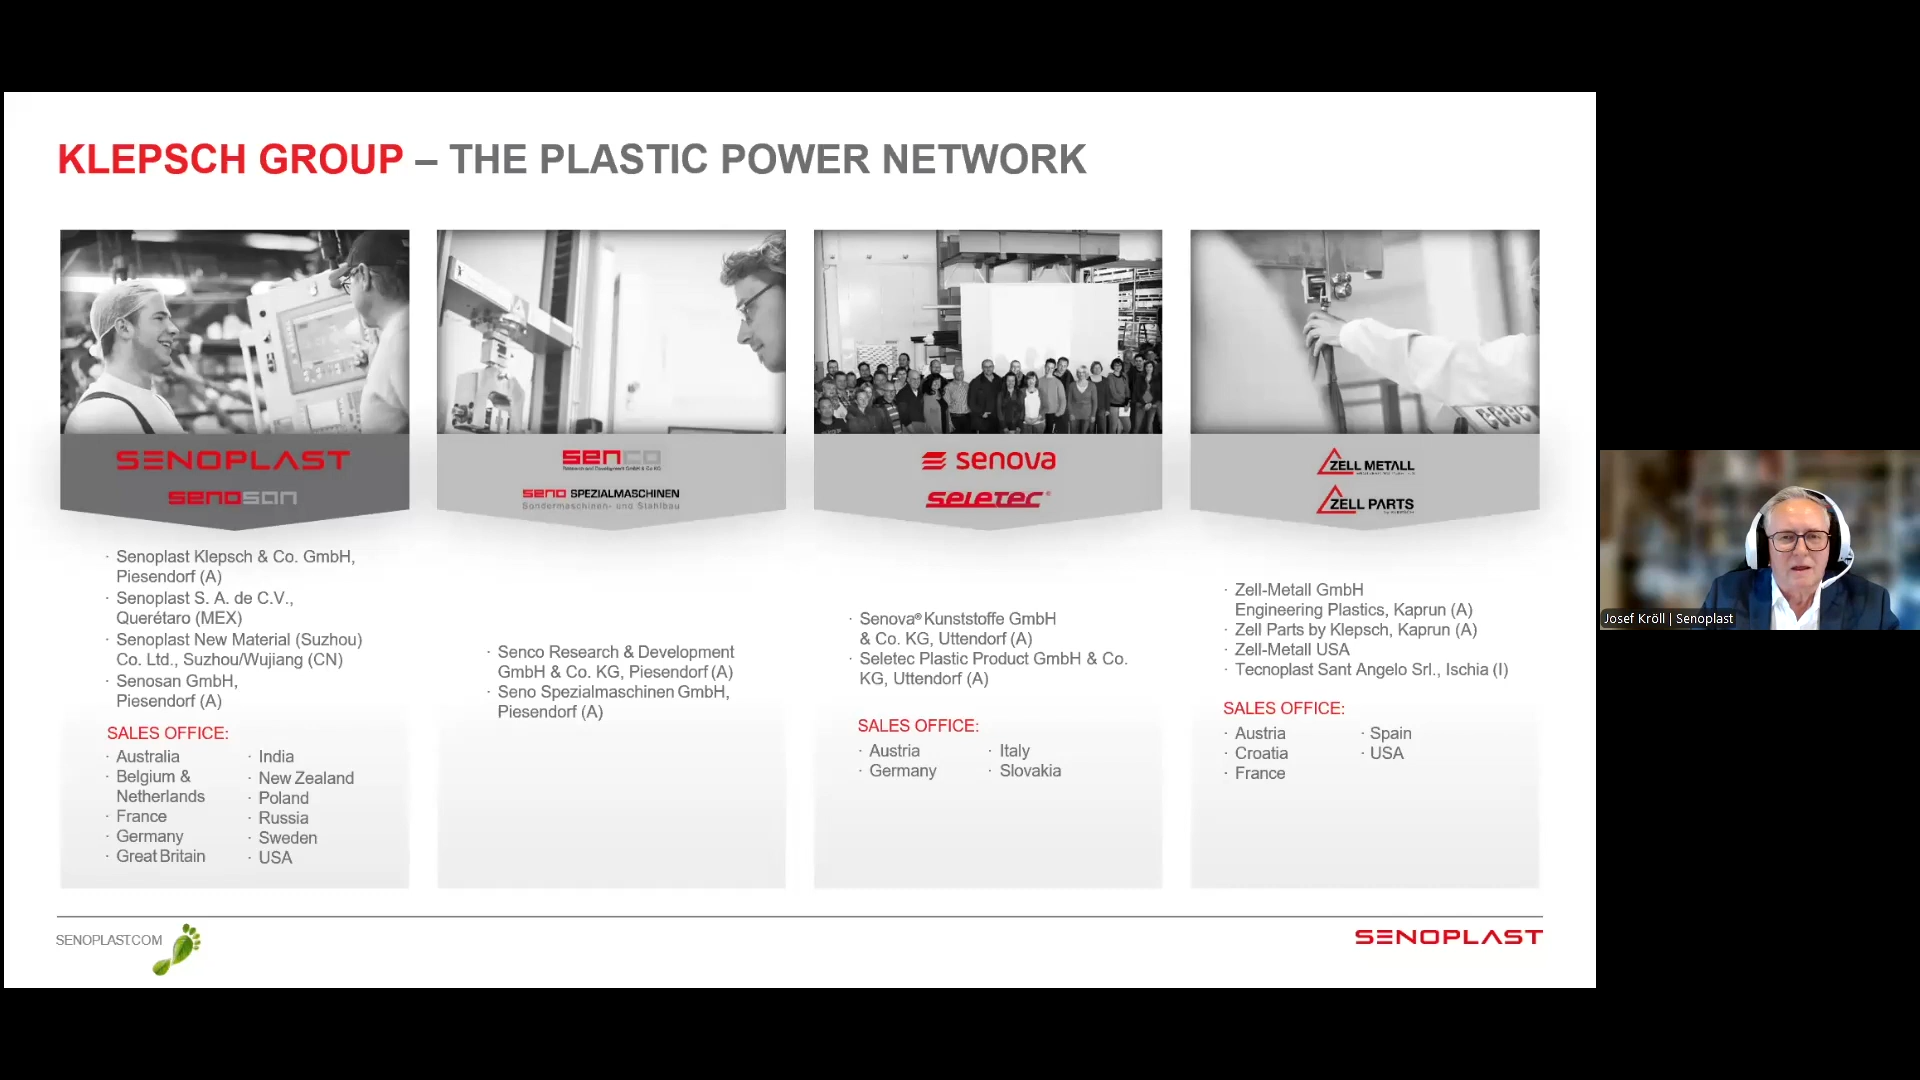 KLEPSCH GROUP – THE PLASTIC POWER NETWORK
SENOPLAST
senosan
· Senoplast Klepsch & Co. GmbH,
Piesendorf (A)
· Senoplast S. A. de C.V.,
Querétaro (MEX)
· Senoplast New Material (Suzhou)
Co. Ltd., Suzhou/Wujiang (CN)
· Senosan GmbH,
Piesendorf (A)
SALES OFFICE:
· Australia
· Belgium &
Netherlands
· France
· Germany
· Great Britain
· India
· New Zealand
· Poland
· Russia
· Sweden
· USA
senco
Research and Development GmbH & Co KG
SENO SPEZIALMASCHINEN
Sondermaschinen- und Stahlbau
· Senco Research & Development
GmbH & Co. KG, Piesendorf (A)
· Seno Spezialmaschinen GmbH,
Piesendorf (A)
senova
seletec®
· Senova® Kunststoffe GmbH
& Co. KG, Uttendorf (A)
· Seletec Plastic Product GmbH & Co.
KG, Uttendorf (A)
SALES OFFICE:
· Austria
· Germany
· Italy
· Slovakia
ZELL METALL
ZELL PARTS
· Zell-Metall GmbH
Engineering Plastics, Kaprun (A)
· Zell Parts by Klepsch, Kaprun (A)
· Zell-Metall USA
· Tecnoplast Sant Angelo Srl., Ischia (I)
SALES OFFICE:
· Austria
· Croatia
· France
· Spain
· USA
SENOPLAST.COM
SENOPLAST
Josef Kröll | Senoplast